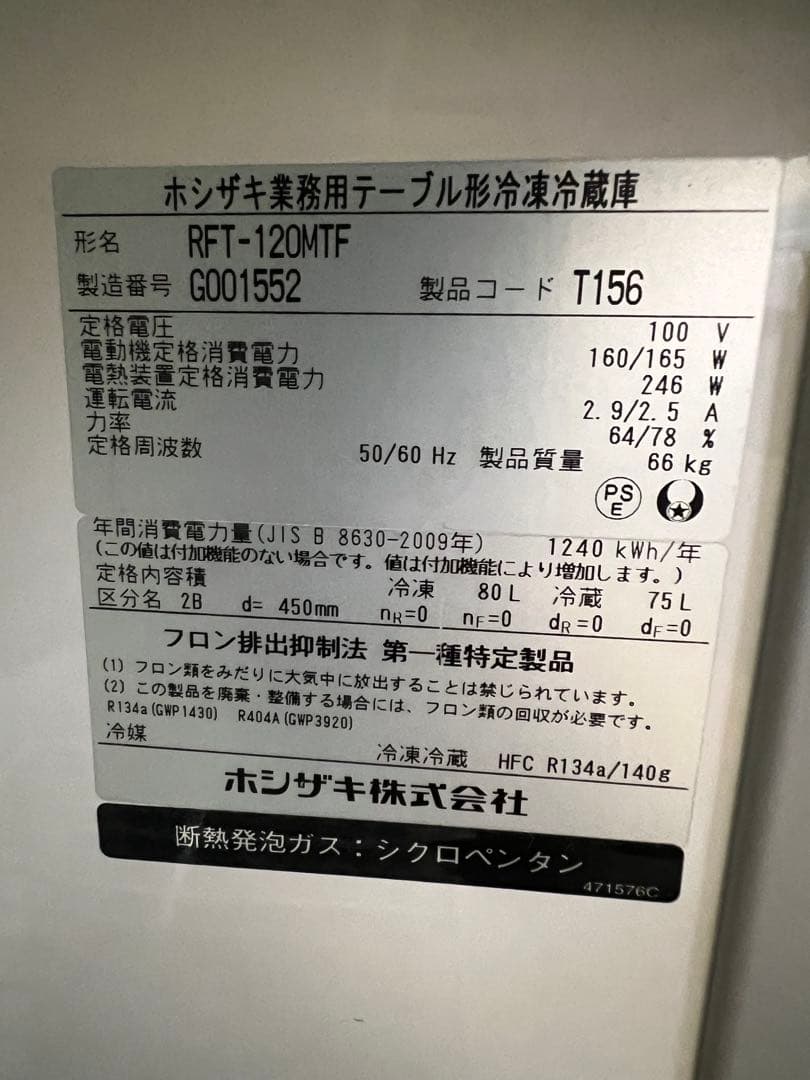 ホシザキ業務用テーブル形冷凍冷蔵庫
形名 RFT-120MTF
製造番号 G001552 製品コード T156
定格電圧 100 V
電動機定格消費電力 160/165 W
電熱装置定格消費電力 246 W
運転電流 2.9/2.5 A
力率 64/78 %
定格周波数 50/60 Hz 製品質量 66 kg
PS
E
年間消費電力量(JIS B 8630-2009年) 1240 kWh/年
(この値は付加機能のない場合です。値は付加機能により増加します。)
定格内容積 冷凍 80 L 冷蔵 75 L
区分名 2B d= 450mm nR=0 nF=0 dR=0 dF=0
フロン排出抑制法 第一種特定製品
(1) フロン類をみだりに大気中に放出することは禁じられています。
(2) この製品を廃棄・整備する場合には、フロン類の回収が必要です。
R134a(GWP1430) R404A(GWP3920)
冷媒 冷凍冷蔵 HFC R134a/140g
ホシザキ株式会社
断熱発泡ガス：シクロペンタン
471576C